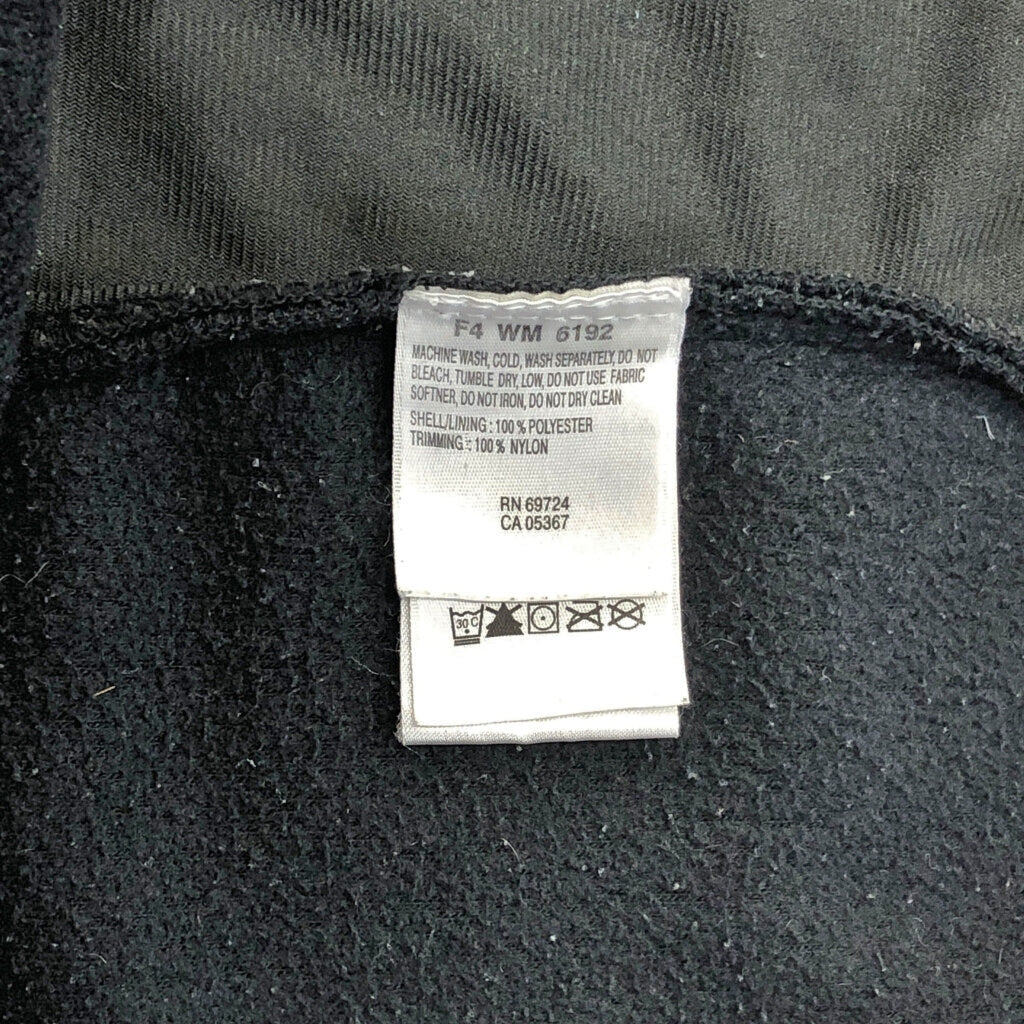 F4 WM 6192
MACHINE WASH, COLD, WASH SEPARATELY, DO NOT
BLEACH, TUMBLE DRY, LOW, DO NOT USE FABRIC
SOFTNER, DO NOT IRON, DO NOT DRY CLEAN
SHELL/LINING : 100 % POLYESTER
TRIMMING : 100 % NYLON
RN 69724
CA 05367
30 C